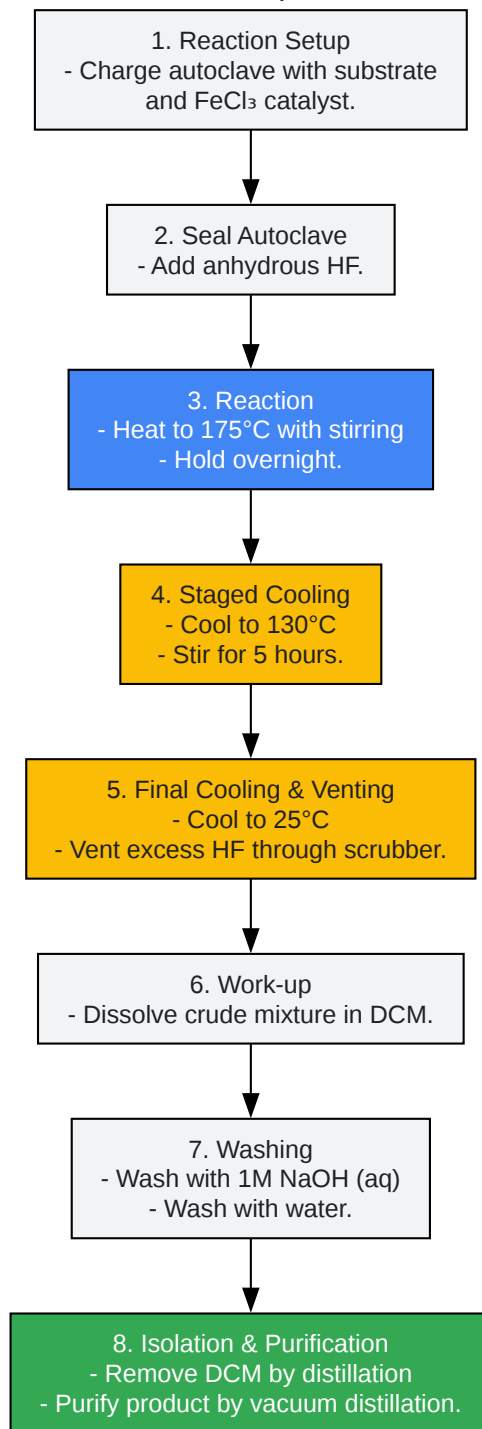 1. Reaction Setup
- Charge autoclave with substrate
and FeCl₃ catalyst.
2. Seal Autoclave
- Add anhydrous HF.
3. Reaction
- Heat to 175°C with stirring
- Hold overnight.
4. Staged Cooling
- Cool to 130°C
- Stir for 5 hours.
5. Final Cooling & Venting
- Cool to 25°C
- Vent excess HF through scrubber.
6. Work-up
- Dissolve crude mixture in DCM.
7. Washing
- Wash with 1M NaOH (aq)
- Wash with water.
8. Isolation & Purification
- Remove DCM by distillation
- Purify product by vacuum distillation.